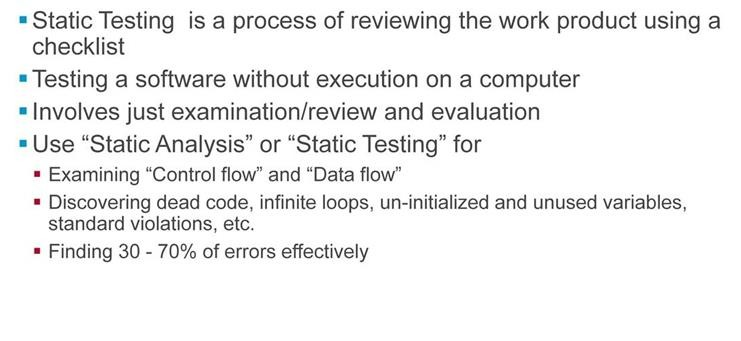 ▪ Static Testing  is a process of reviewing the work product using a
checklist
▪ Testing a software without execution on a computer
▪ Involves just examination/review and evaluation
▪ Use “Static Analysis” or “Static Testing” for
▪ Examining “Control flow” and “Data flow”
▪ Discovering dead code, infinite loops, un-initialized and unused variables,
standard violations, etc.
▪ Finding 30 - 70% of errors effectively